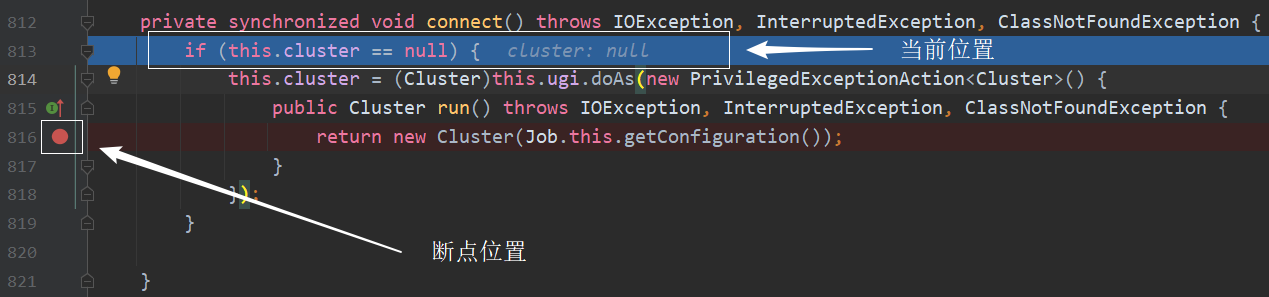 812 private synchronized void connect() throws IOException, InterruptedException, ClassNotFoundException {
813 if (this.cluster == null) { cluster: null 当前位置
814 this.cluster = (Cluster)this.ugi.doAs(new PrivilegedExceptionAction<Cluster>() {
815 public Cluster run() throws IOException, InterruptedException, ClassNotFoundException {
816 return new Cluster(Job.this.getConfiguration());
817 }
818 });
819 }
断点位置
820
821 }